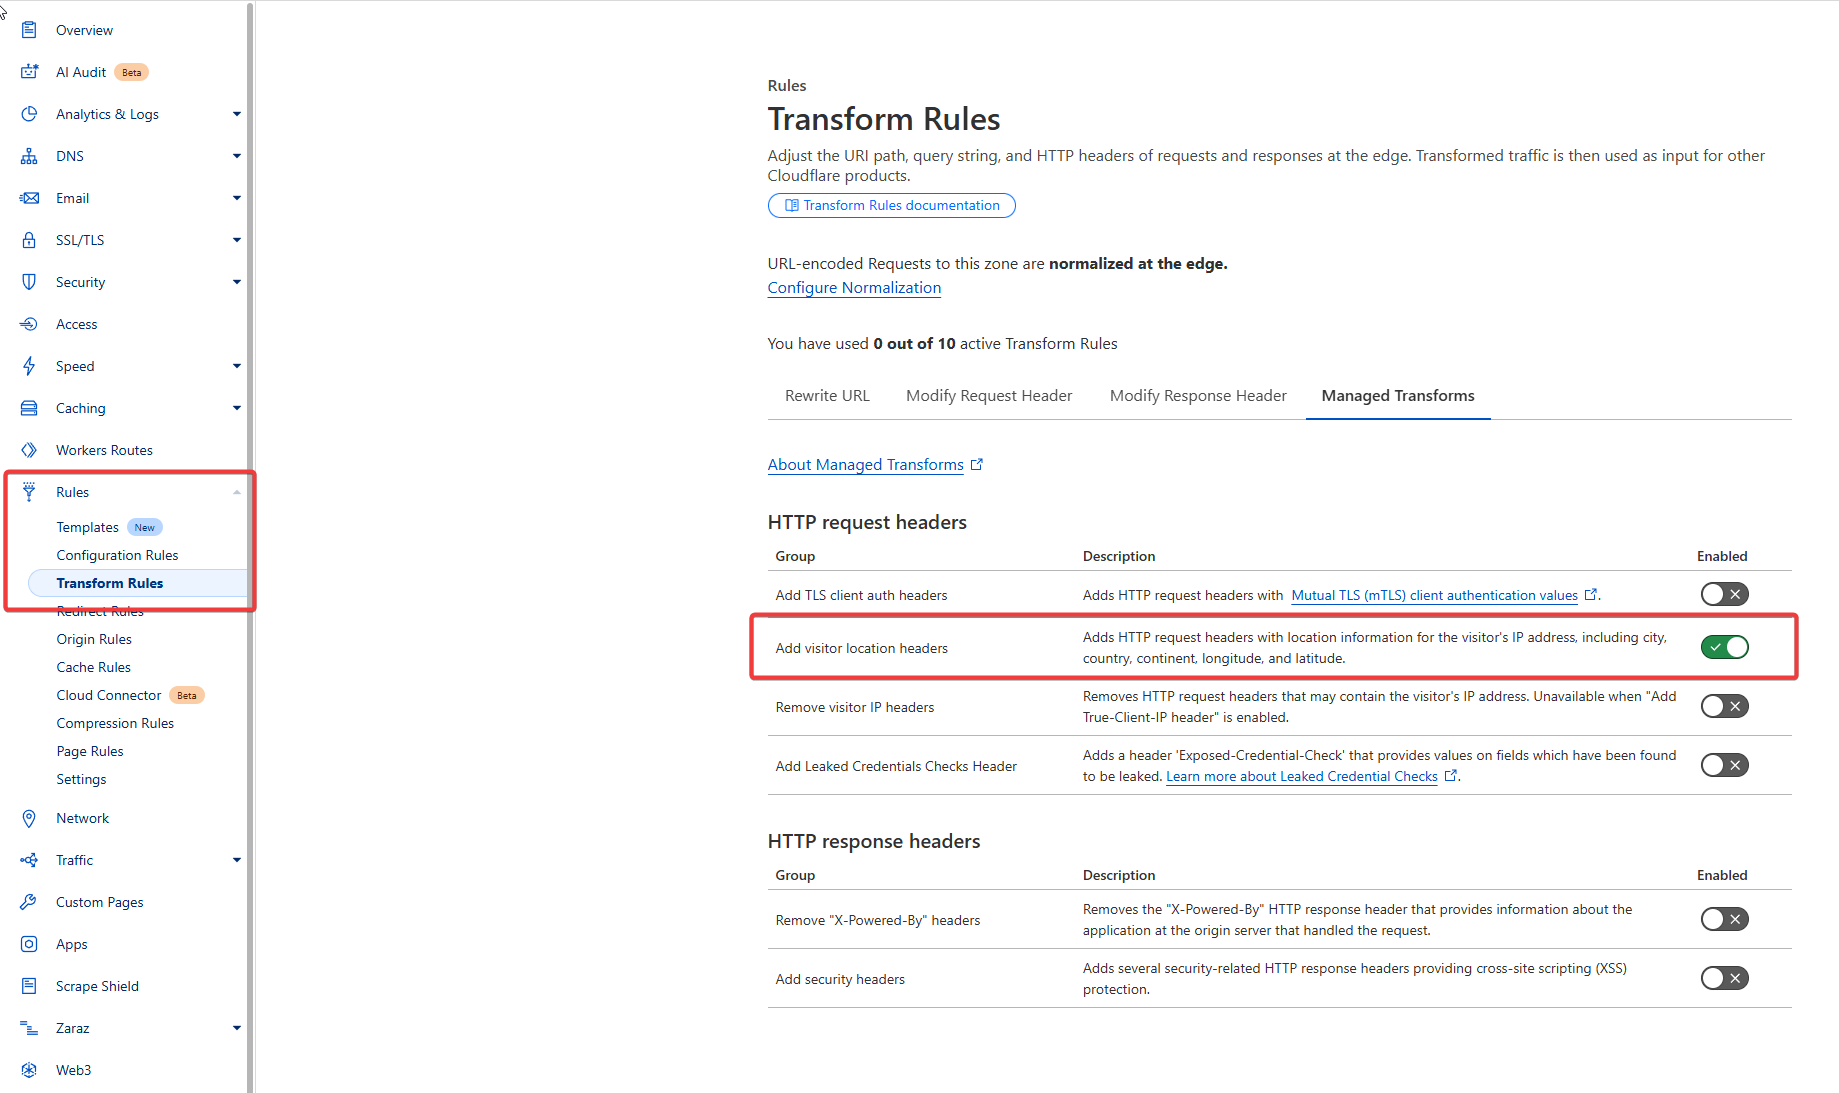 Overview
AI Audit Beta
Analytics & Logs
DNS
Email
SSL/TLS
Security
Access
Speed
Caching
Workers Routes
Rules
Templates New
Configuration Rules
Transform Rules
Redirect Rules
Origin Rules
Cache Rules
Cloud Connector Beta
Compression Rules
Page Rules
Settings
Network
Traffic
Custom Pages
Apps
Scrape Shield
Zaraz
Web3
Rules
Transform Rules
Adjust the URI path, query string, and HTTP headers of requests and responses at the edge. Transformed traffic is then used as input for other
Cloudflare products.
Transform Rules documentation
URL-encoded Requests to this zone are normalized at the edge.
Configure Normalization
You have used 0 out of 10 active Transform Rules
Rewrite URL Modify Request Header Modify Response Header Managed Transforms
About Managed Transforms
HTTP request headers
Group Description Enabled
Add TLS client auth headers Adds HTTP request headers with Mutual TLS (mTLS) client authentication values .
Add visitor location headers Adds HTTP request headers with location information for the visitor's IP address, including city,
country, continent, longitude, and latitude.
Remove visitor IP headers Removes HTTP request headers that may contain the visitor's IP address. Unavailable when "Add
True-Client-IP header" is enabled.
Add Leaked Credentials Checks Header Adds a header 'Exposed-Credential-Check' that provides values on fields which have been found
to be leaked. Learn more about Leaked Credential Checks .
HTTP response headers
Group Description Enabled
Remove "X-Powered-By" headers Removes the "X-Powered-By" HTTP response header that provides information about the
application at the origin server that handled the request.
Add security headers Adds several security-related HTTP response headers providing cross-site scripting (XSS)
protection.